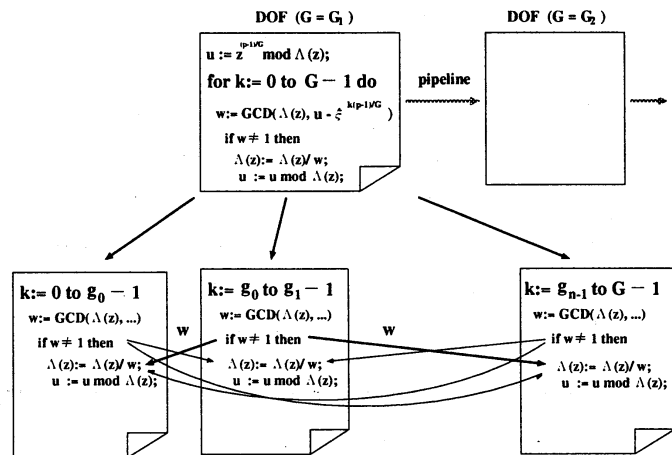 DOF (G = G₁)
DOF (G = G₂)
u := z^(p-1)/G mod Λ(z);
for k:= 0 to G − 1 do
w:= GCD( Λ(z), u - ξ̂^k(p-1)/G )
if w ≠ 1 then
Λ(z):= Λ(z)/ w;
u := u mod Λ(z);
pipeline
k:= 0 to g₀ − 1
w:= GCD( Λ(z), ...)
if w ≠ 1 then
Λ(z):= Λ(z)/ w;
u := u mod Λ(z);
w
k:= g₀ to g₁ − 1
w:= GCD( Λ(z), ...)
if w ≠ 1 then
Λ(z):= Λ(z)/ w;
u := u mod Λ(z);
w
k:= gₙ₋₁ to G − 1
w:= GCD( Λ(z), ...)
if w ≠ 1 then
Λ(z):= Λ(z)/ w;
u := u mod Λ(z);